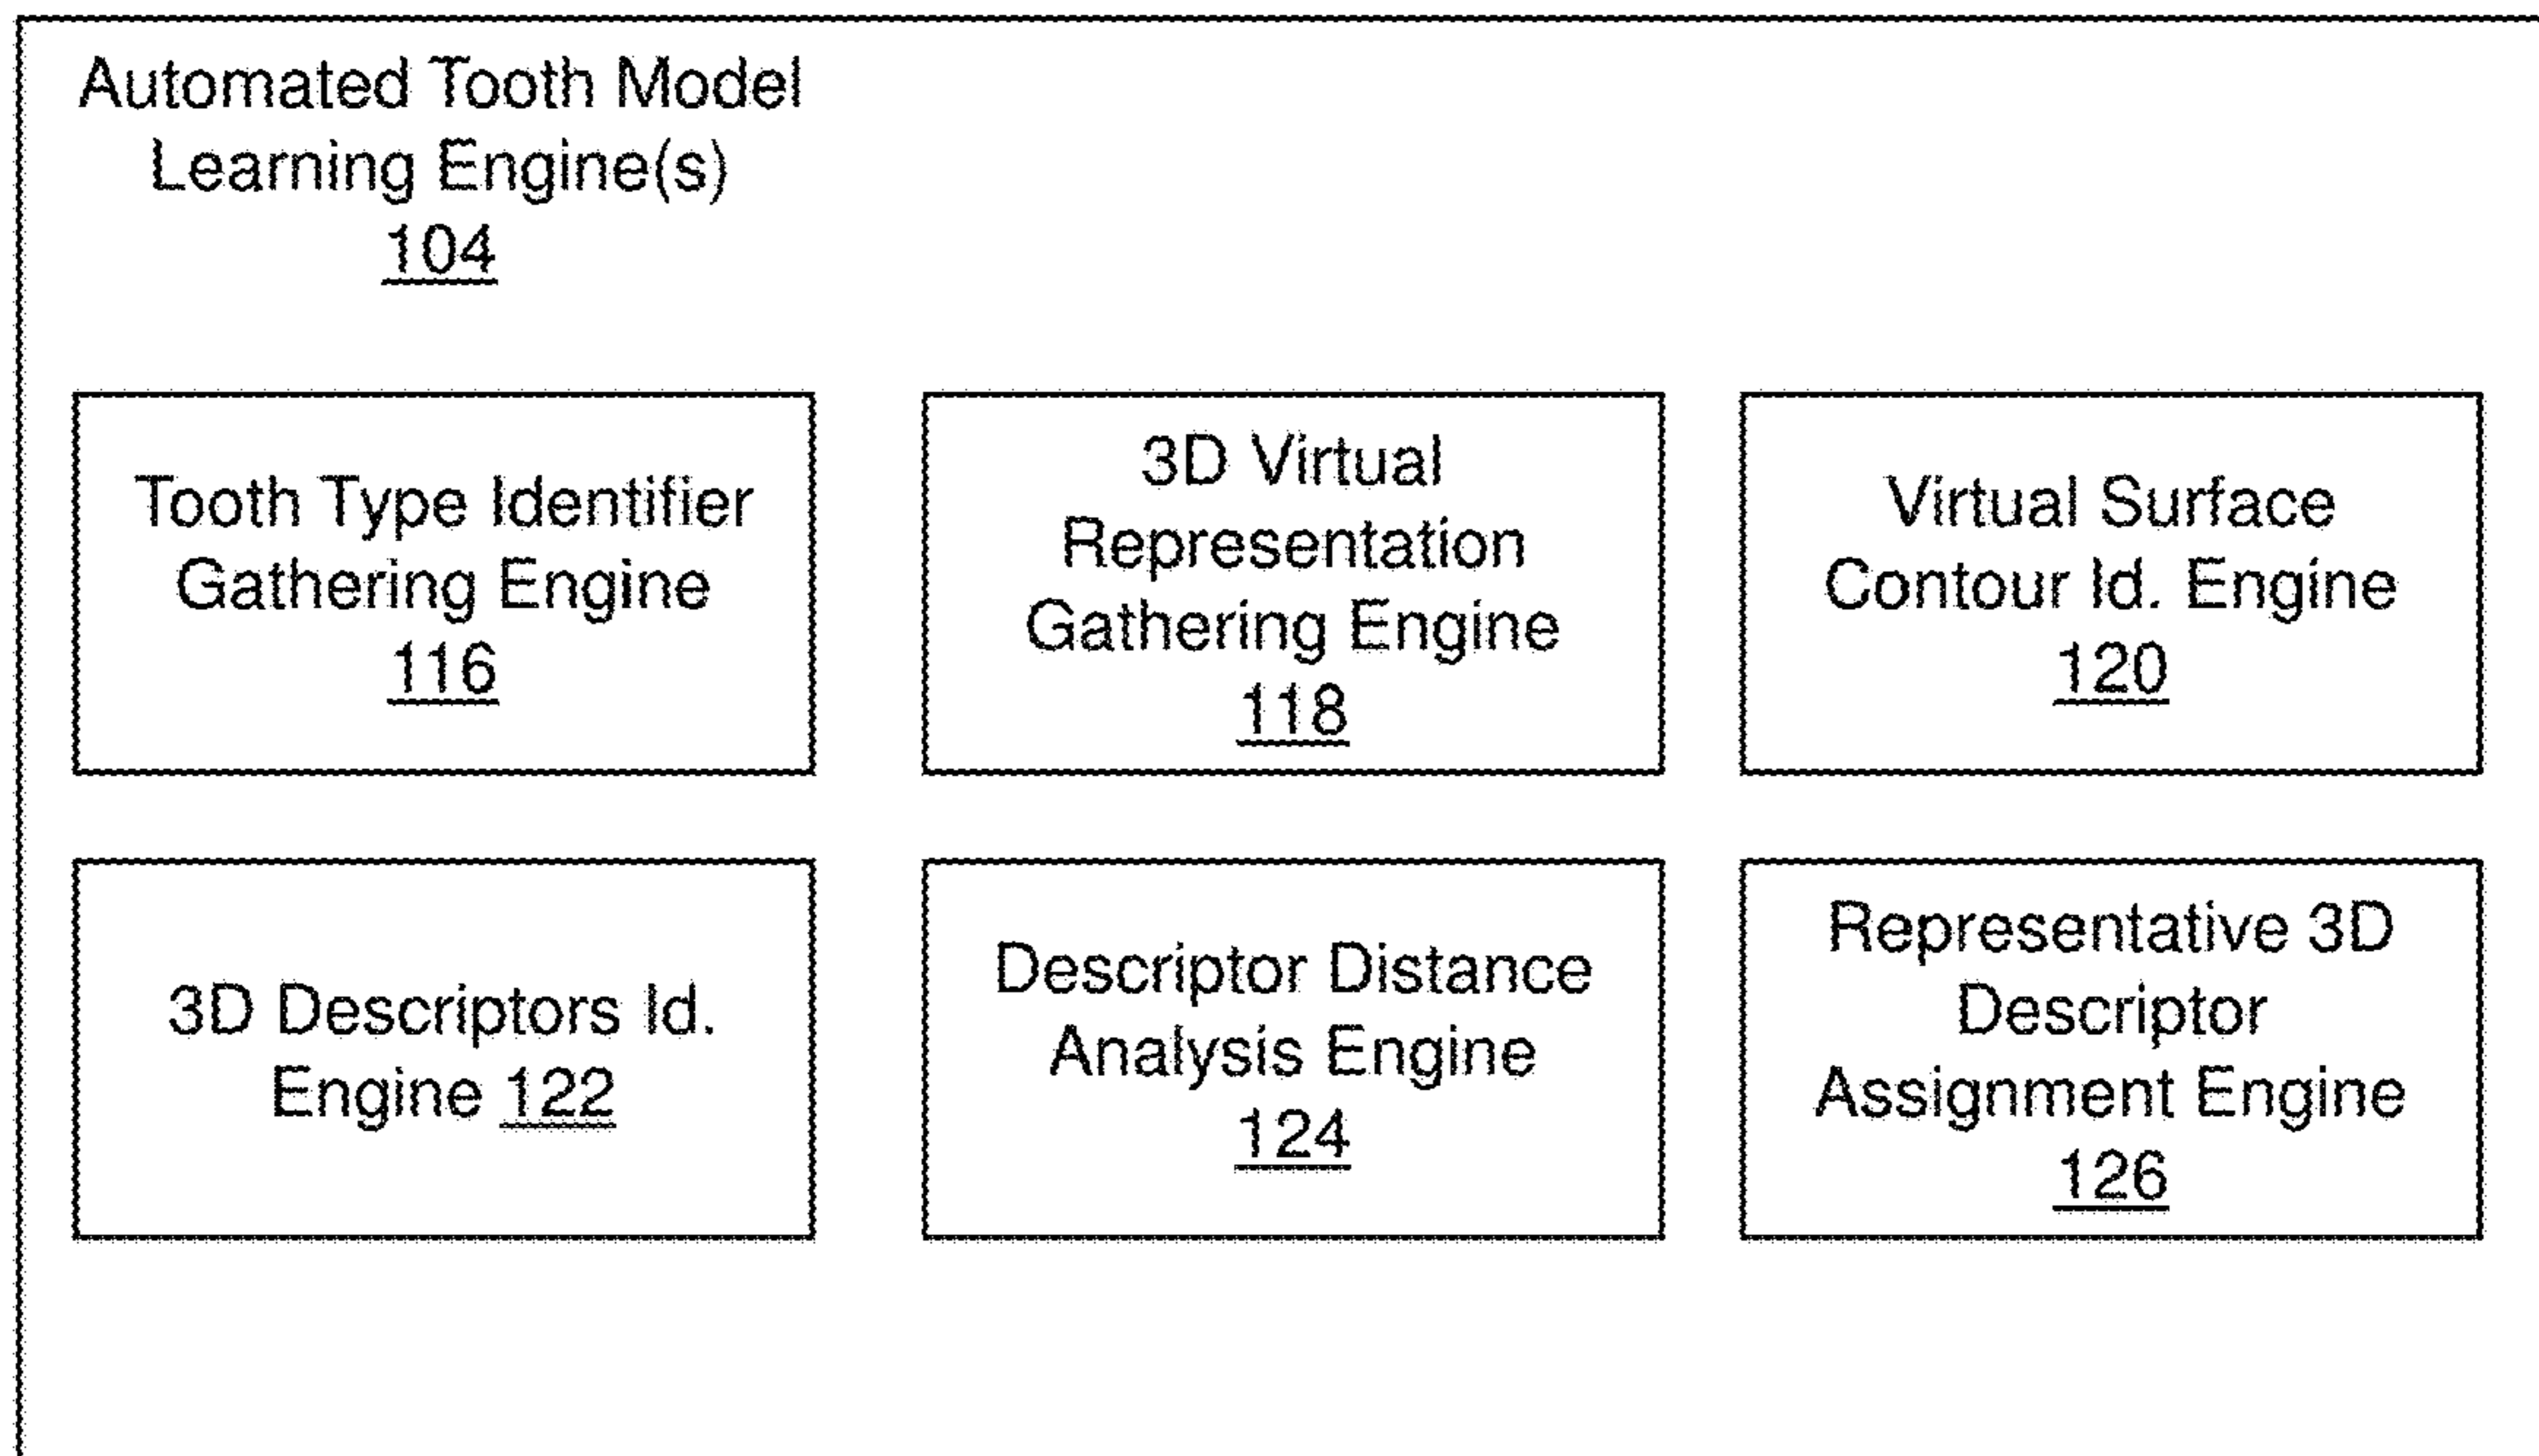 Automated Tooth Model
Learning Engine(s)
104
Tooth Type Identifier
Gathering Engine
116
3D Virtual
Representation
Gathering Engine
118
Virtual Surface
Contour Id. Engine
120
3D Descriptors Id.
Engine 122
Descriptor Distance
Analysis Engine
124
Representative 3D
Descriptor
Assignment Engine
126